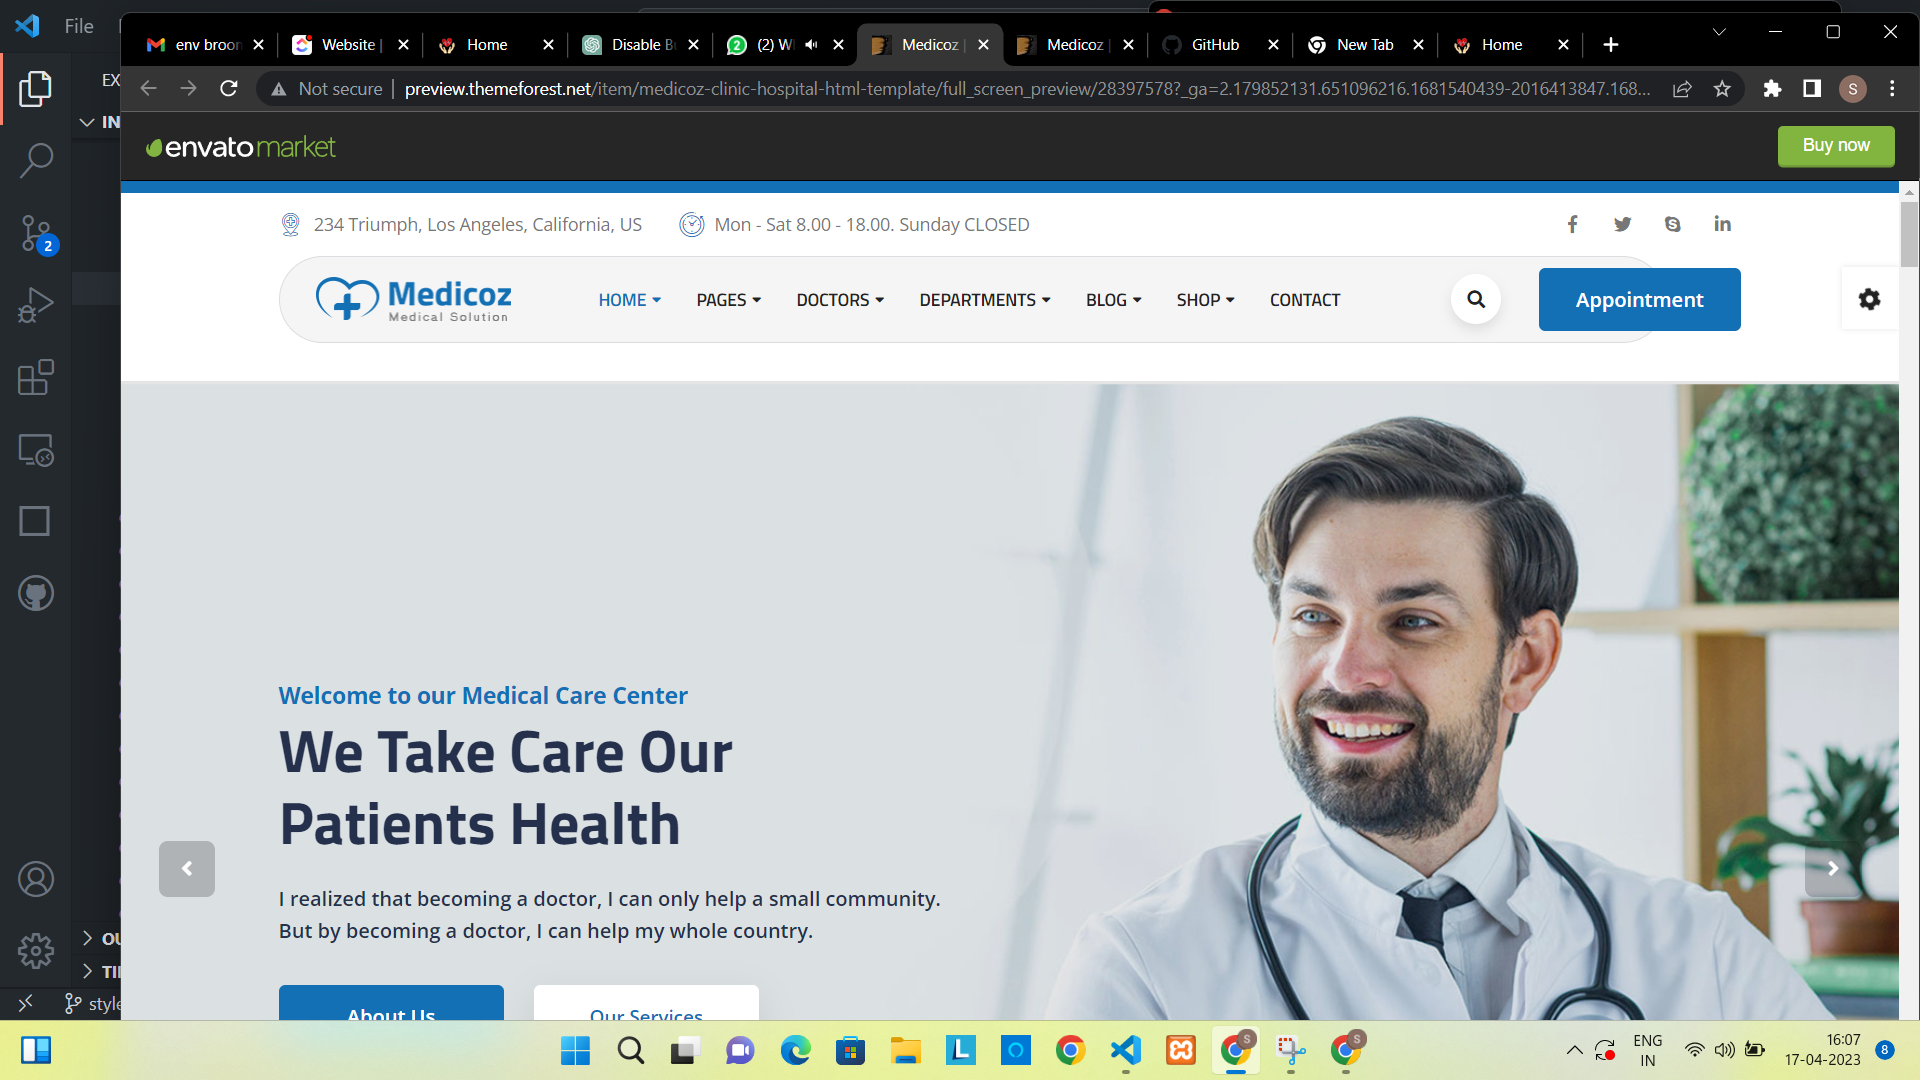 File
env broon
Website |
Home
Disable Bu
(2) W
Medicoz |
Medicoz |
GitHub
New Tab
Home
EX
Not secure
preview.themeforest.net/item/medicoz-clinic-hospital-html-template/full_screen_preview/28397578?_ga=2.179852131.651096216.1681540439-2016413847.168...
S
IN
envatomarket
Buy now
234 Triumph, Los Angeles, California, US
Mon - Sat 8.00 - 18.00. Sunday CLOSED
2
Medicoz
Medical Solution
HOME
PAGES
DOCTORS
DEPARTMENTS
BLOG
SHOP
CONTACT
Appointment
Welcome to our Medical Care Center
We Take Care Our
Patients Health
I realized that becoming a doctor, I can only help a small community.
But by becoming a doctor, I can help my whole country.
About Us
Our Services
OU
TI
style
ENG
IN
16:07
17-04-2023
8